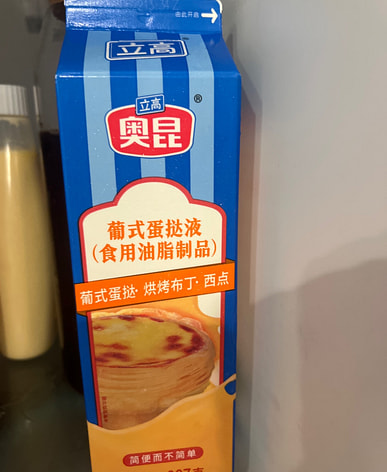 由此开启
立高
®
立高
奥昆
®
葡式蛋挞液
(食用油脂制品)
葡式蛋挞·烘烤布丁·西点
简便而不简单